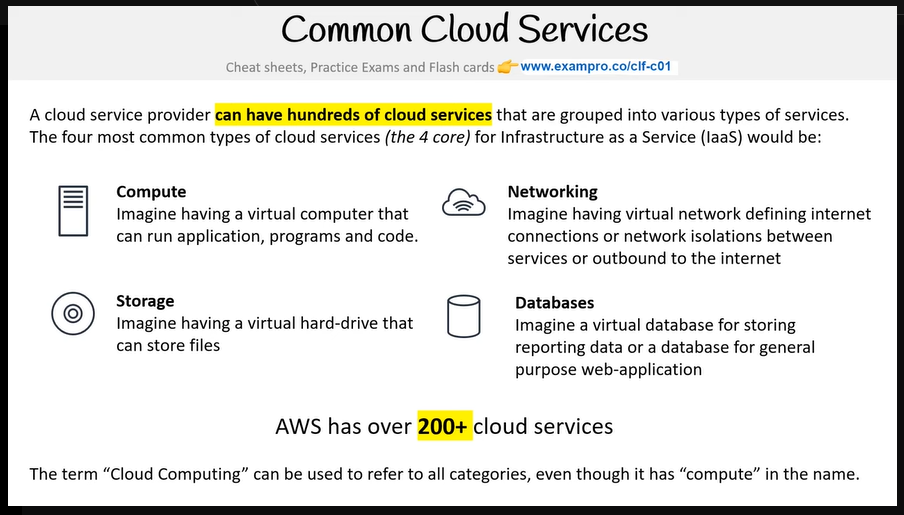 Common Cloud Services
Cheat sheets, Practice Exams and Flash cards 👉 www.exampro.co/clf-c01
A cloud service provider can have hundreds of cloud services that are grouped into various types of services.
The four most common types of cloud services (the 4 core) for Infrastructure as a Service (IaaS) would be:
Compute
Imagine having a virtual computer that
can run application, programs and code.
Networking
Imagine having virtual network defining internet
connections or network isolations between
services or outbound to the internet
Storage
Imagine having a virtual hard-drive that
can store files
Databases
Imagine a virtual database for storing
reporting data or a database for general
purpose web-application
AWS has over 200+ cloud services
The term “Cloud Computing” can be used to refer to all categories, even though it has “compute” in the name.